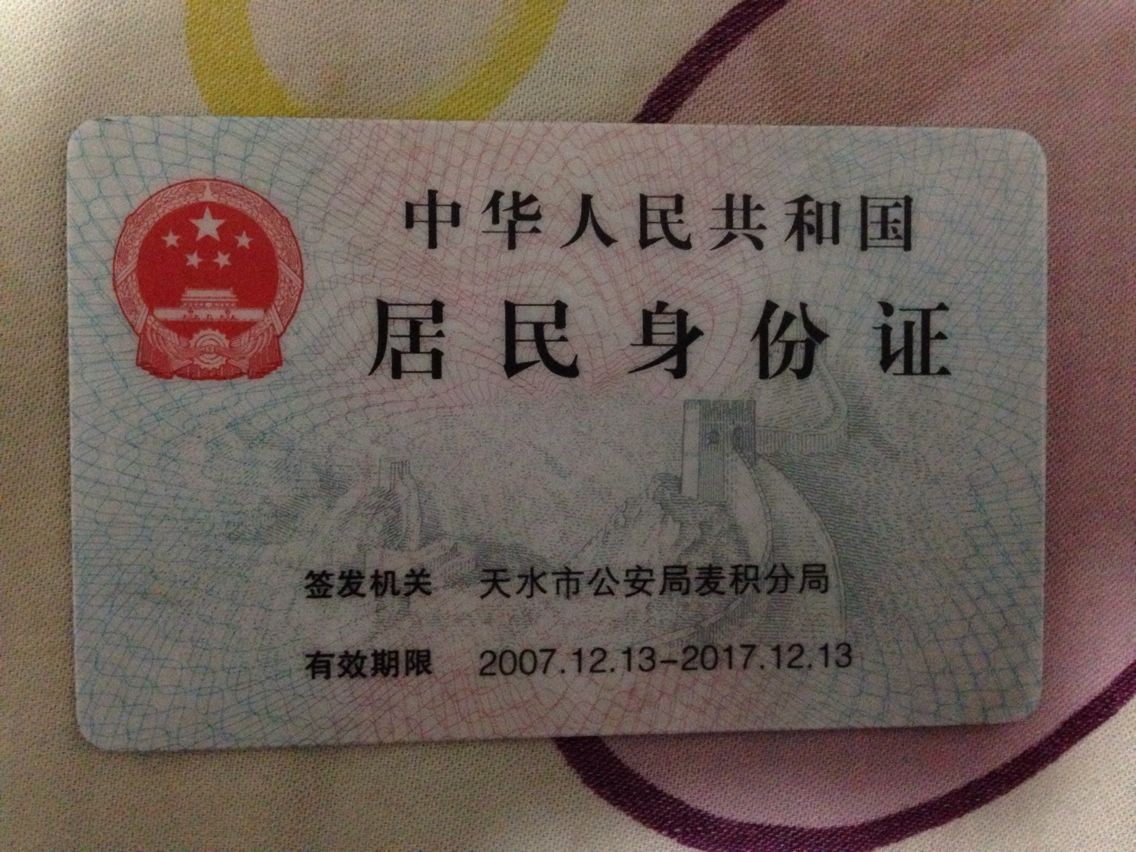 中华人民共和国
居民身份证
签发机关 天水市公安局麦积分局
有效期限 2007.12.13-2017.12.13